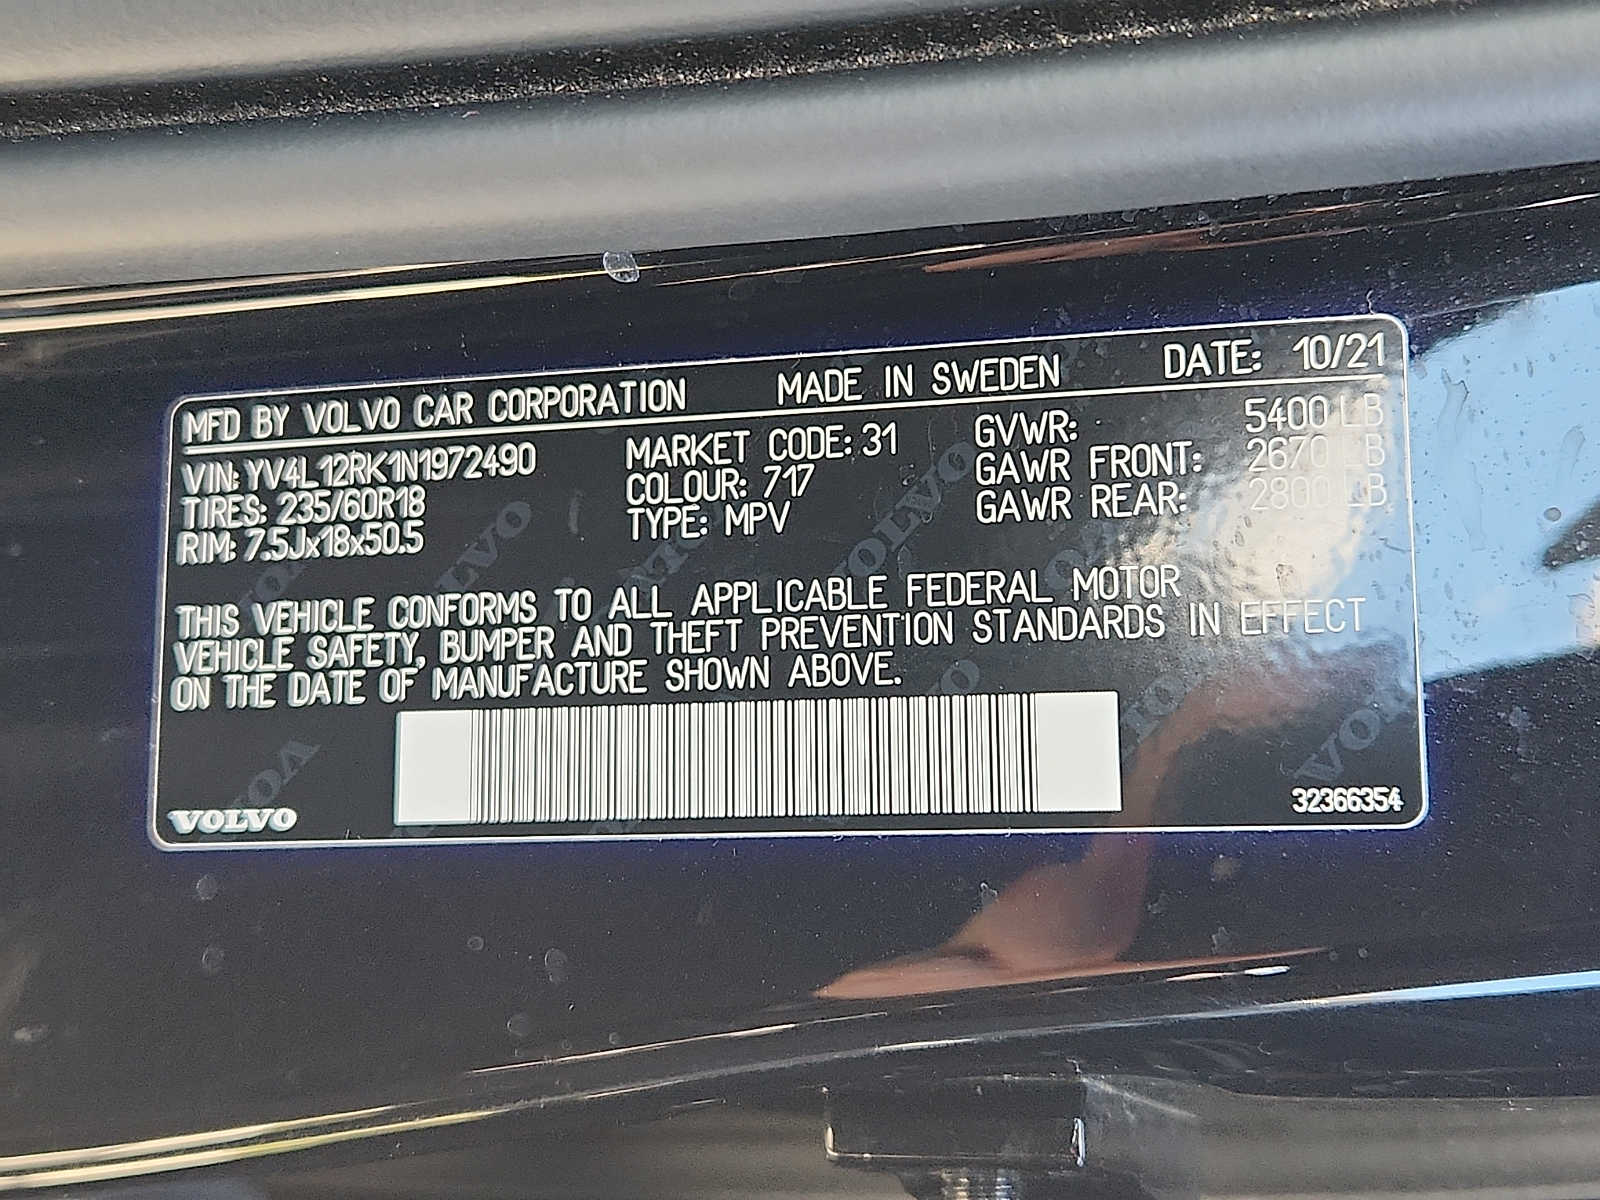 MFD BY VOLVO CAR CORPORATION MADE IN SWEDEN DATE: 10/21
VIN: YV4L12RK1N1972490 MARKET CODE: 31 GVWR: 5400 LB
TIRES: 235/60R18 COLOUR: 717 GAWR FRONT: 2670 LB
RIM: 7.5Jx18x50.5 TYPE: MPV GAWR REAR: 2800 LB
THIS VEHICLE CONFORMS TO ALL APPLICABLE FEDERAL MOTOR
VEHICLE SAFETY, BUMPER AND THEFT PREVENTION STANDARDS IN EFFECT
ON THE DATE OF MANUFACTURE SHOWN ABOVE.
VOLVO 32366354